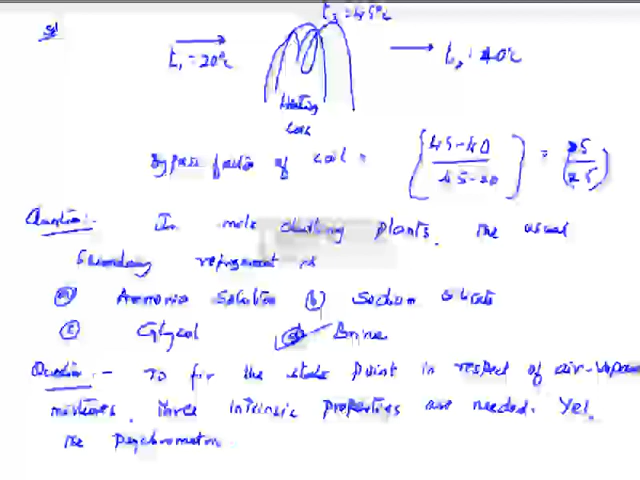 Sol
t₃ = 45°c
t₁ = 20°c
t₂ = 40°c
Heating
coil
Bypass factor of coil = [45-40 / 45-20] = (5/25)
Question:- In milk chilling plants, the usual
Secondary refrigerant is
(a) Ammonia solution (b) Sodium silicate
(c) Glycol (d) Brine
Question:- To fix the state point in respect of air-vapour
mixtures, three intrinsic properties are needed. Yet,
the psychrometric